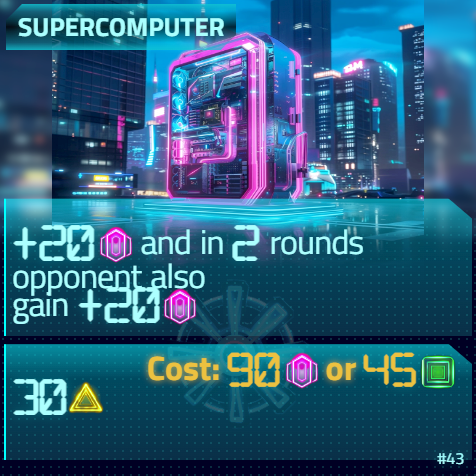 SUPERCOMPUTER
+20 and in 2 rounds
opponent also
gain +20
Cost: 90 or 45
30
#43